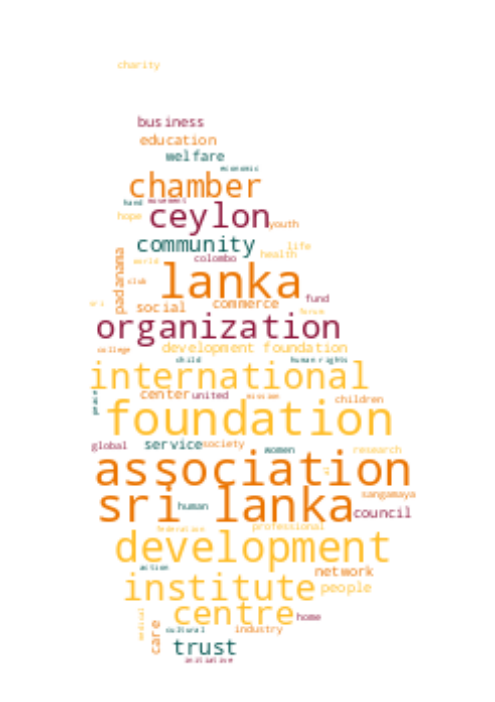 charity
business
education
welfare
economic
chamber
hand movement
hope ceylon youth
community life
padanama world colombo health
club lanka
social commerce fund
forum
organization
college development foundation
child human rights
international
peace center united mission children
foundation
global service society women research
association
sangamaya
sri lanka human council
federation professional
development
action network
institute people
centre home
medical care cultural industry
trust
initiative